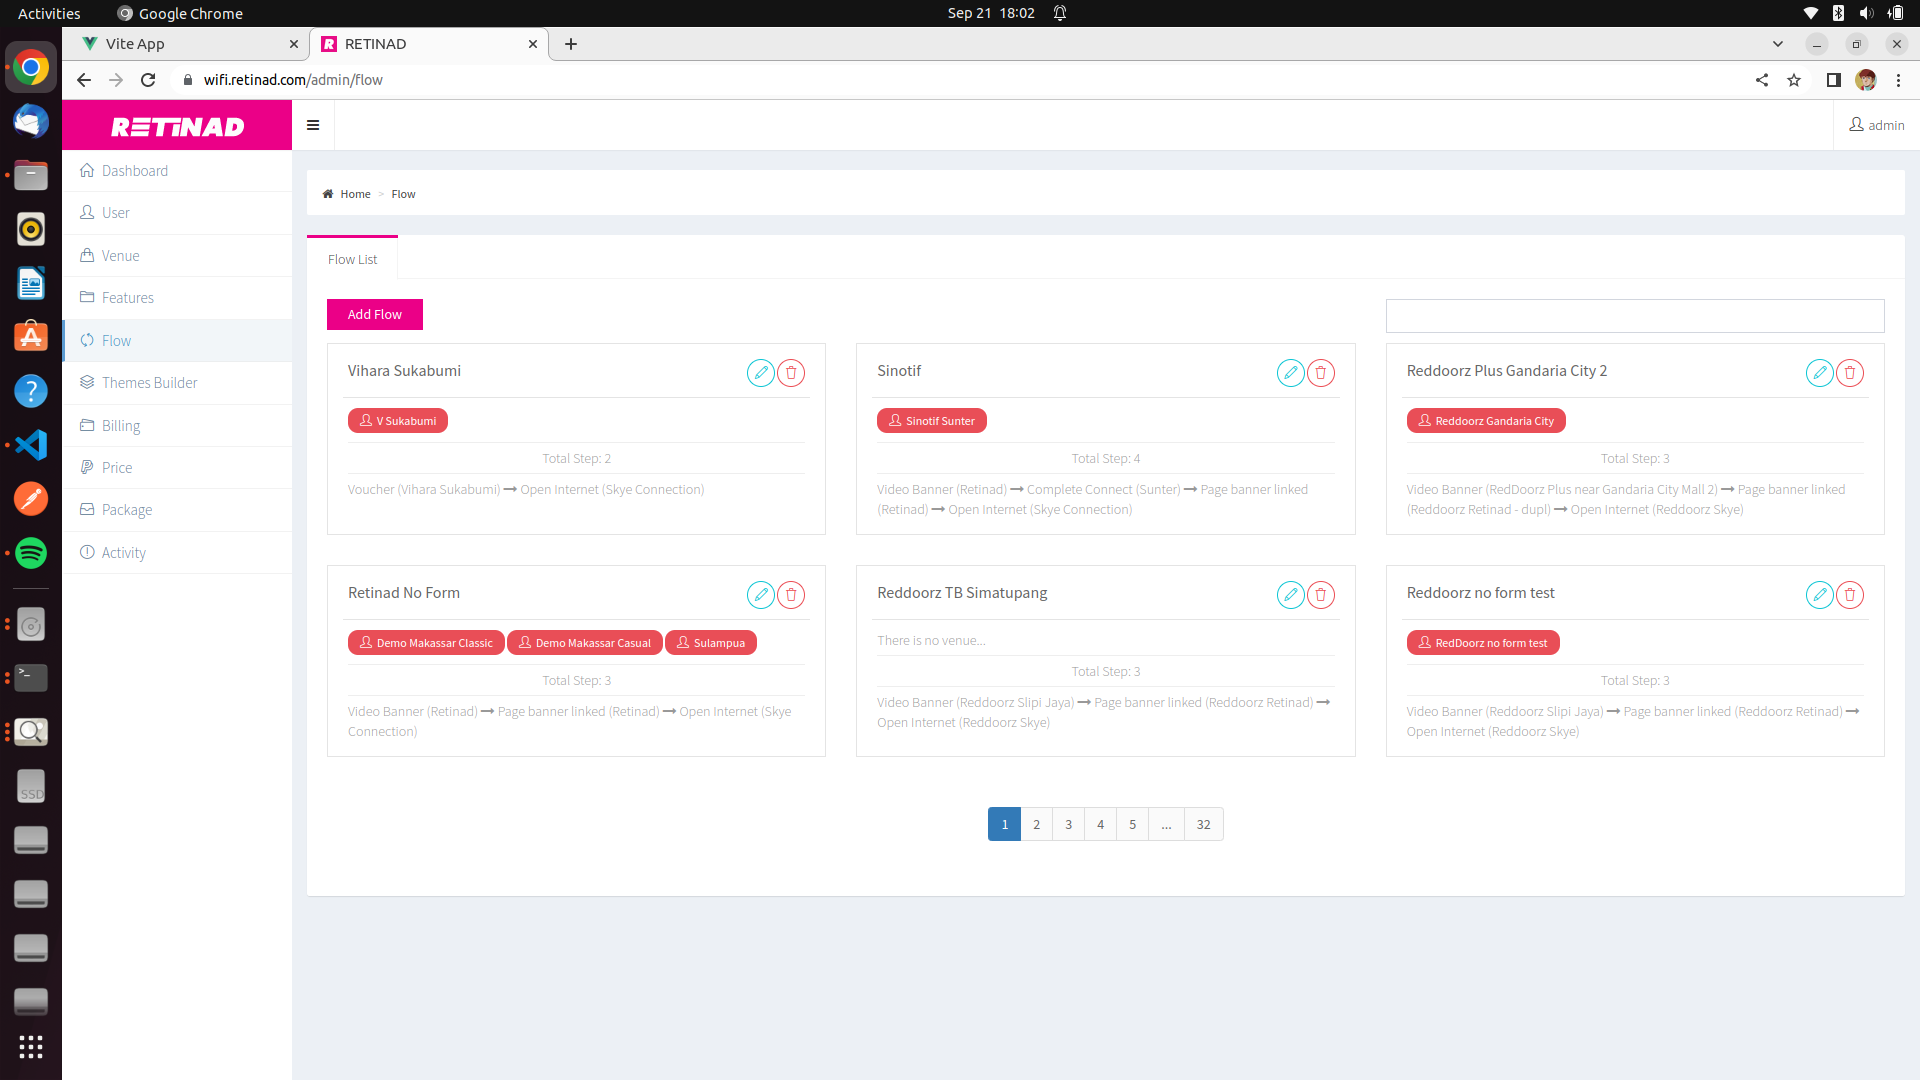 Activities
Google Chrome
Sep 21 18:02
Vite App
RETINAD
wifi.retinad.com/admin/flow
RETINAD
admin
Dashboard
User
Venue
Features
Flow
Themes Builder
Billing
Price
Package
Activity
Home > Flow
Flow List
Add Flow
Vihara Sukabumi
V Sukabumi
Total Step: 2
Voucher (Vihara Sukabumi) → Open Internet (Skye Connection)
Sinotif
Sinotif Sunter
Total Step: 4
Video Banner (Retinad) → Complete Connect (Sunter) → Page banner linked
(Retinad) → Open Internet (Skye Connection)
Reddoorz Plus Gandaria City 2
Reddoorz Gandaria City
Total Step: 3
Video Banner (RedDoorz Plus near Gandaria City Mall 2) → Page banner linked
(Reddoorz Retinad - dupl) → Open Internet (Reddoorz Skye)
Retinad No Form
Demo Makassar Classic Demo Makassar Casual Sulampua
Total Step: 3
Video Banner (Retinad) → Page banner linked (Retinad) → Open Internet (Skye
Connection)
Reddoorz TB Simatupang
There is no venue...
Total Step: 3
Video Banner (Reddoorz Slipi Jaya) → Page banner linked (Reddoorz Retinad) →
Open Internet (Reddoorz Skye)
Reddoorz no form test
RedDoorz no form test
Total Step: 3
Video Banner (Reddoorz Slipi Jaya) → Page banner linked (Reddoorz Retinad) →
Open Internet (Reddoorz Skye)
1 2 3 4 5 ... 32
SSD